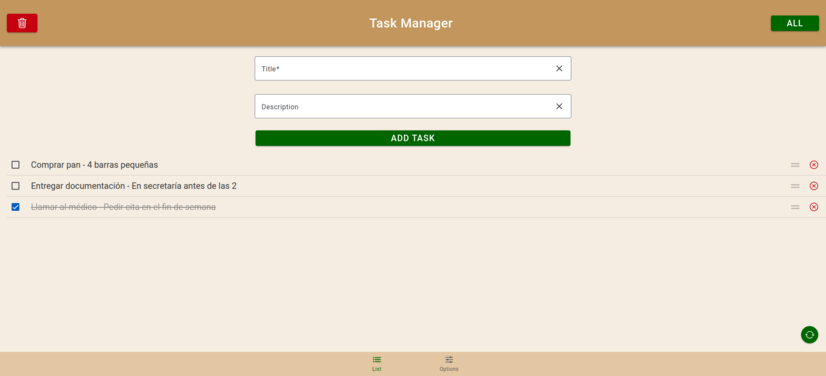 Task Manager
ALL
Title*
Description
ADD TASK
Comprar pan - 4 barras pequeñas
Entregar documentación - En secretaría antes de las 2
Llamar al médico - Pedir cita en el fin de semana
List
Options